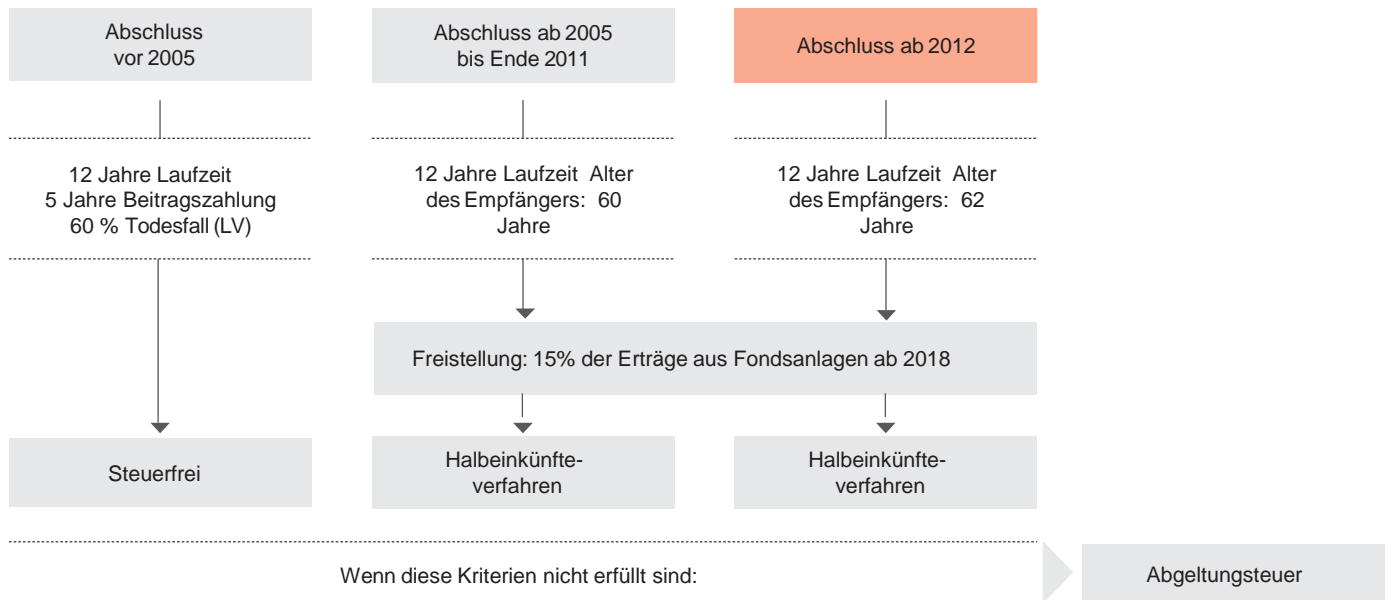 Abschluss
vor 2005
Abschluss ab 2005
bis Ende 2011
Abschluss ab 2012
12 Jahre Laufzeit
5 Jahre Beitragszahlung
60 % Todesfall (LV)
12 Jahre Laufzeit Alter
des Empfängers: 60
Jahre
12 Jahre Laufzeit Alter
des Empfängers: 62
Jahre
Freistellung: 15% der Erträge aus Fondsanlagen ab 2018
Steuerfrei
Halbeinkünfte-
verfahren
Halbeinkünfte-
verfahren
Wenn diese Kriterien nicht erfüllt sind:
Abgeltungsteuer